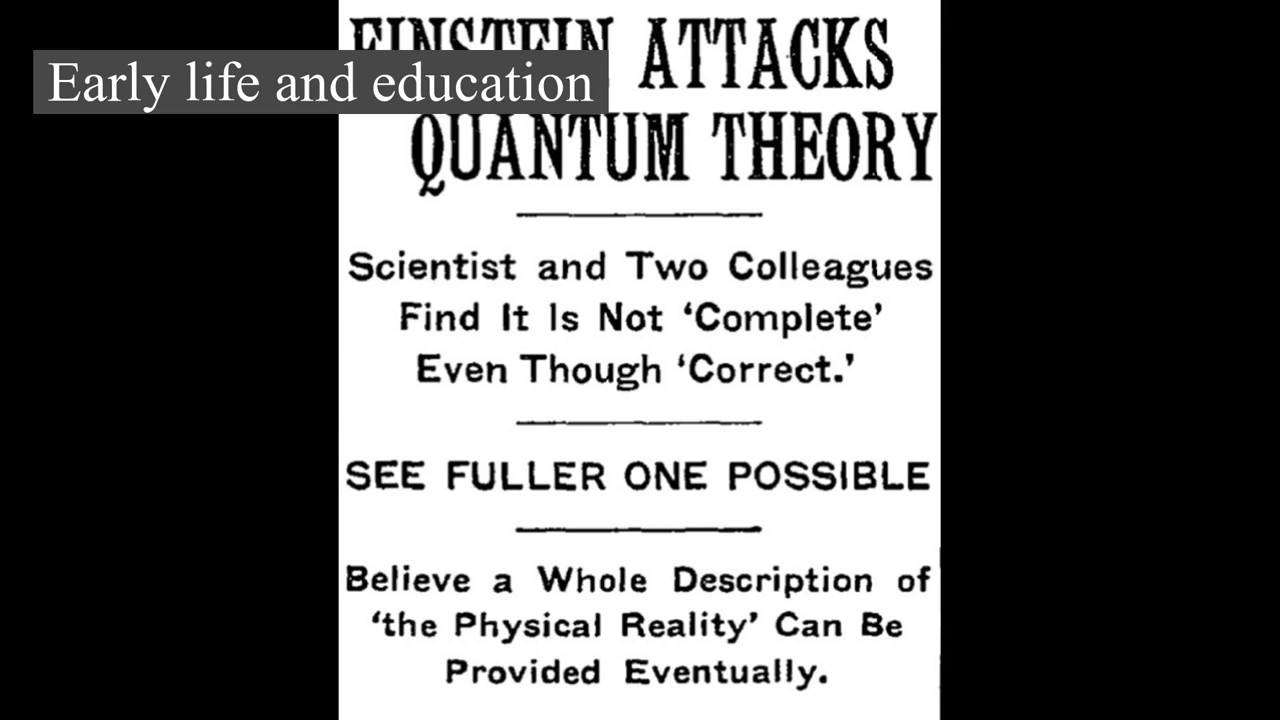 Early life and education
EINSTEIN ATTACKS
QUANTUM THEORY
Scientist and Two Colleagues
Find It Is Not ‘Complete’
Even Though ‘Correct.’
SEE FULLER ONE POSSIBLE
Believe a Whole Description of
‘the Physical Reality’ Can Be
Provided Eventually.